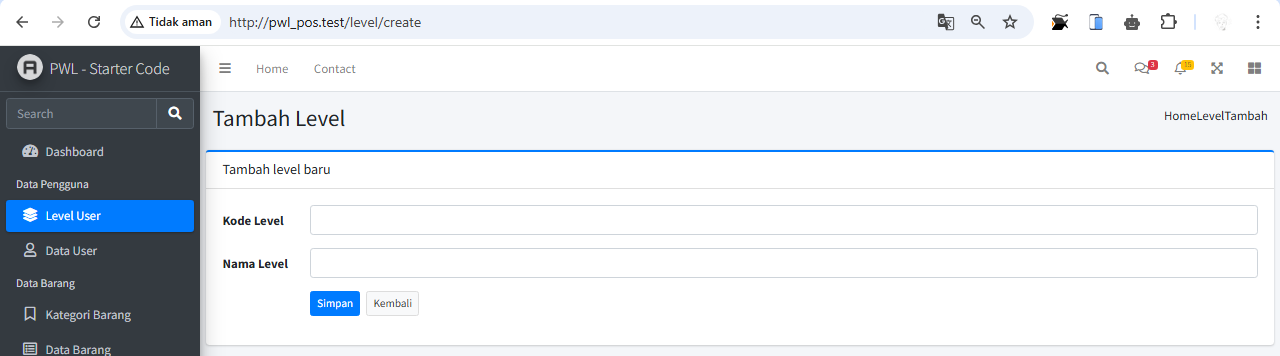 Tidak aman
http://pwl_pos.test/level/create
PWL - Starter Code
Home
Contact
3
15
Search
Tambah Level
HomeLevelTambah
Dashboard
Data Pengguna
Level User
Data User
Data Barang
Kategori Barang
Data Barang
Tambah level baru
Kode Level
Nama Level
Simpan
Kembali